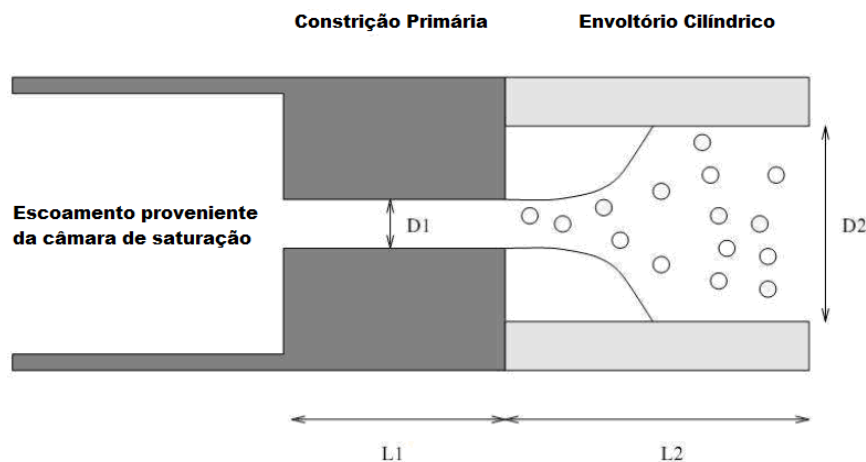 Constrição Primária
Envoltório Cilíndrico
Escoamento proveniente
da câmara de saturação
D1
D2
L1
L2